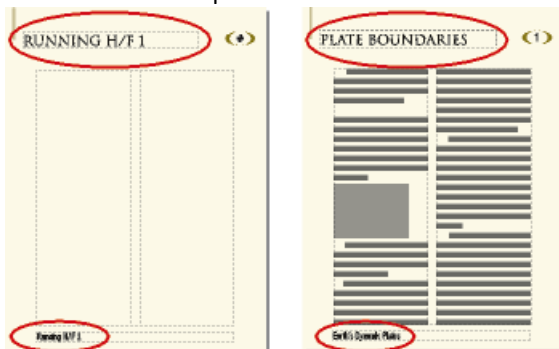 RUNNING H/F 1
(#)
PLATE BOUNDARIES
(1)
Running H/F 1
Earth's Dynamic Plates